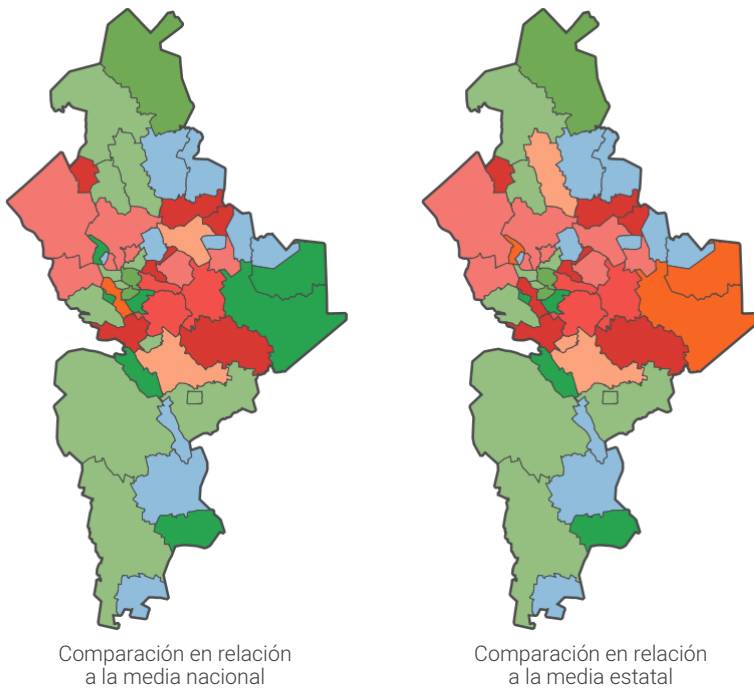 Comparación en relación
a la media nacional
Comparación en relación
a la media estatal